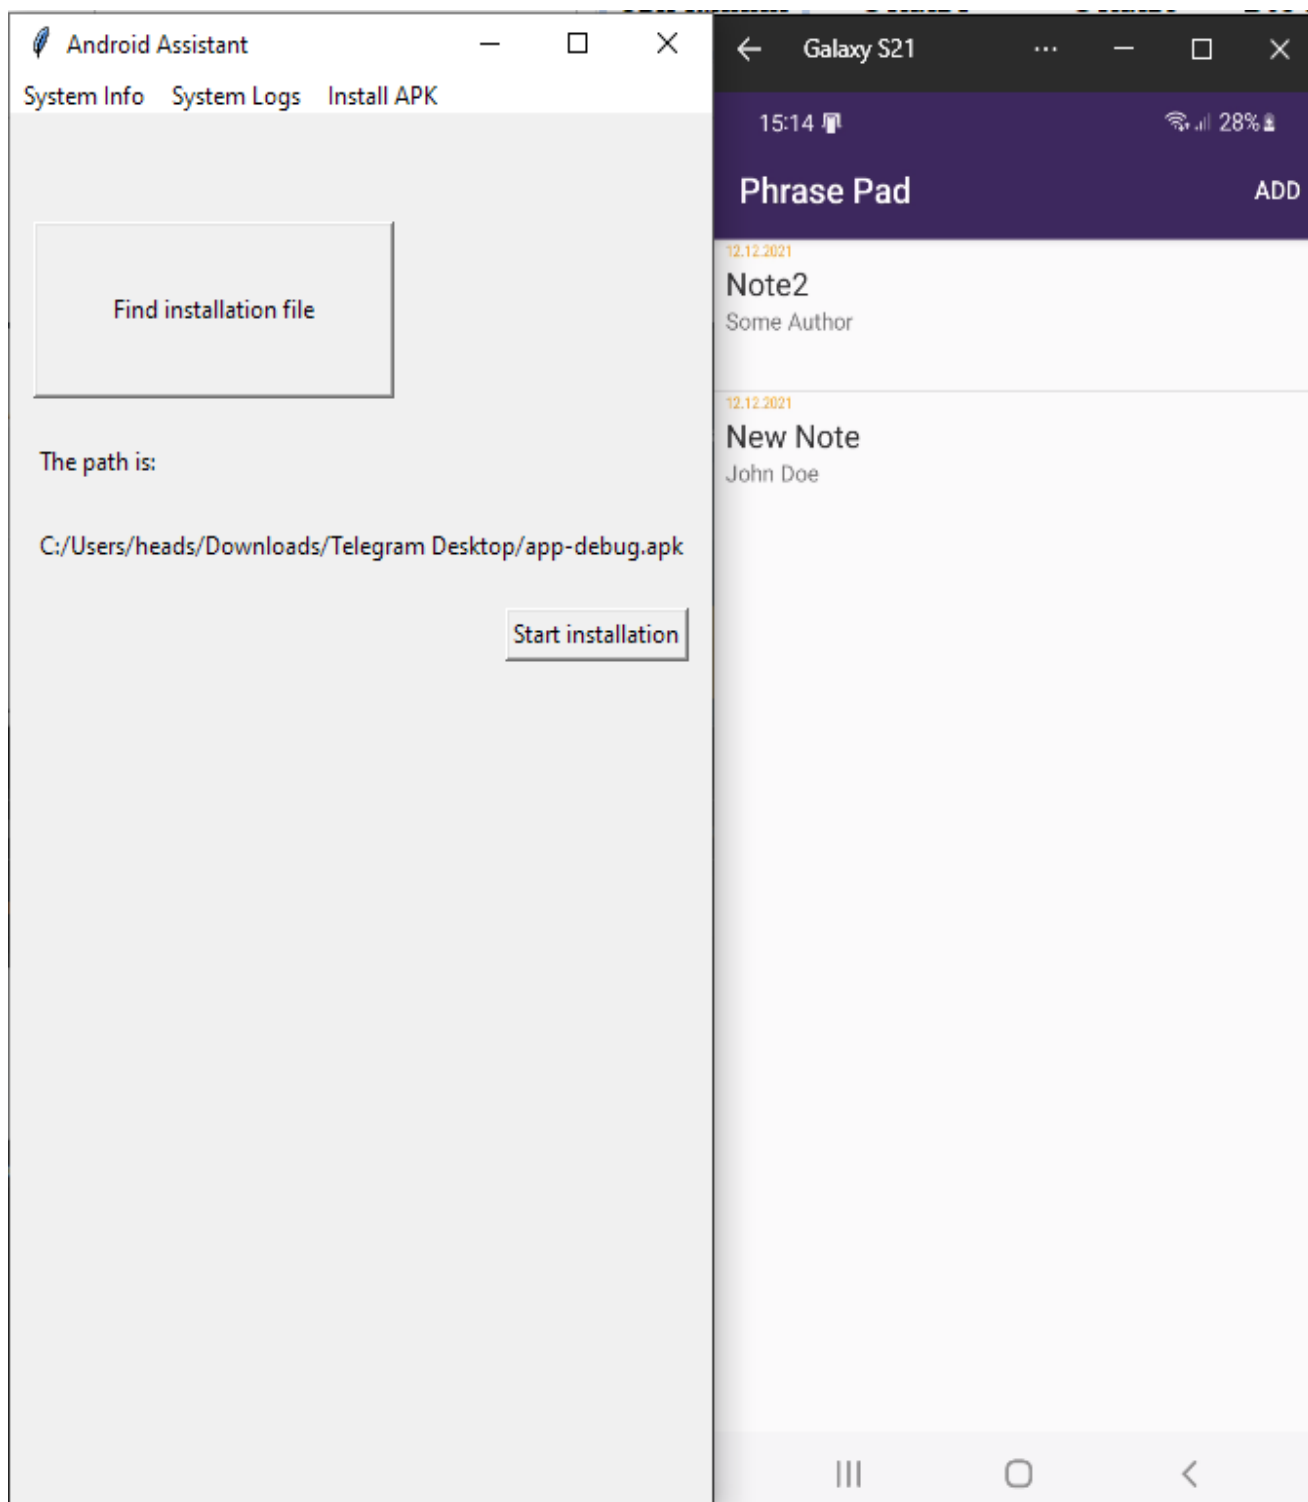 Android Assistant
System Info System Logs Install APK
Find installation file
The path is:
C:/Users/heads/Downloads/Telegram Desktop/app-debug.apk
Start installation
Galaxy S21
15:14 28%
Phrase Pad ADD
12.12.2021
Note2
Some Author
12.12.2021
New Note
John Doe